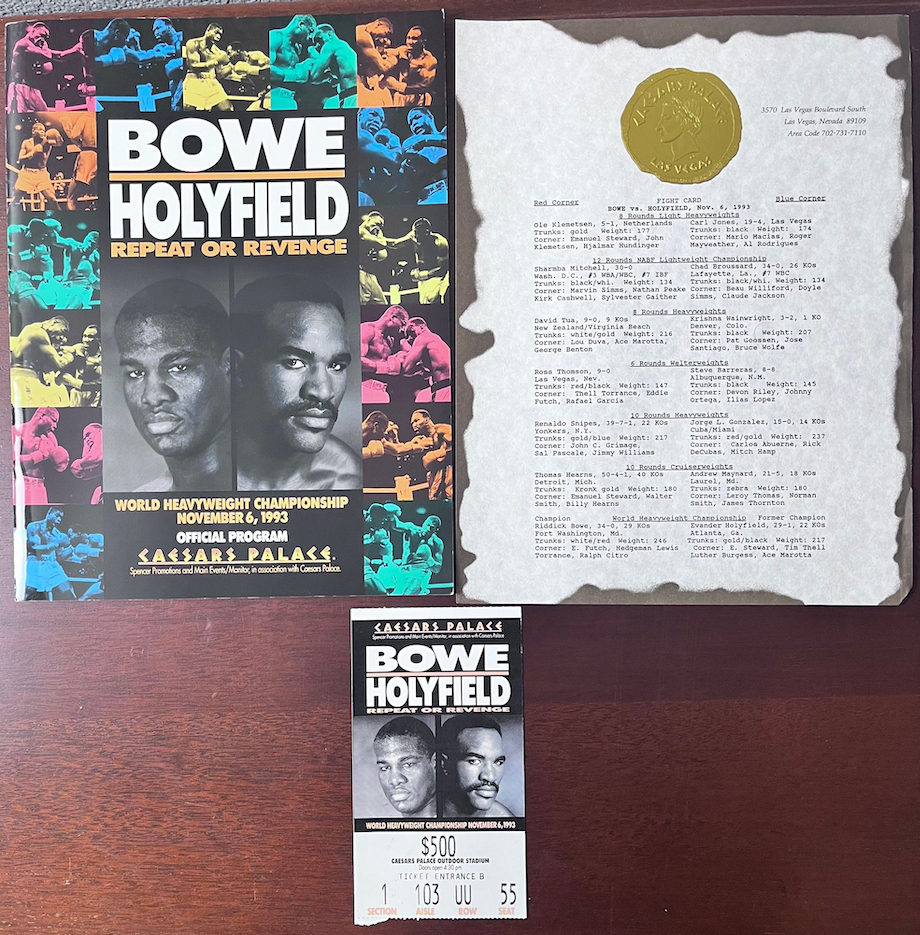 BOWE
HOLYFIELD
REPEAT OR REVENGE
WORLD HEAVYWEIGHT CHAMPIONSHIP
NOVEMBER 6, 1993
OFFICIAL PROGRAM
CAESARS PALACE.
Spencer Promotions and Main Events/Monitor, in association with Caesars Palace.
CAESARS PALACE
LAS VEGAS
3570 Las Vegas Boulevard South
Las Vegas, Nevada 89109
Area Code 702-731-7110
Red Corner FIGHT CARD Blue Corner
BOWE vs. HOLYFIELD, Nov. 6, 1993
8 Rounds Light Heavyweights
Ole Klemetsen, 5-1, Netherlands Carl Jones, 19-4, Las Vegas
Trunks: gold Weight: 177 Trunks: black Weight: 174
Corner: Emanuel Steward, John Corner: Mario Macias, Roger
Klemetsen, Hjalmar Hundinger Mayweather, Al Rodrigues
12 Rounds NABF Lightweight Championship
Sharmba Mitchell, 30-0 Chad Broussard, 34-0, 26 KOs
Wash. D.C., #3 WBA/WBC, #7 IBF Lafayette, La., #7 WBC
Trunks: black/whi. Weight: 134 Trunks: black/whi. Weight: 134
Corner: Marvin Simms, Nathan Peake Corner: Beau Williford, Doyle
Kirk Cashwell, Sylvester Gaither Simms, Claude Jackson
8 Rounds Heavyweights
David Tua, 9-0, 9 KOs Krishna Wainwright, 3-2, 1 KO
New Zealand/Virginia Beach Denver, Colo.
Trunks: white/gold Weight: 216 Trunks: black Weight: 207
Corner: Lou Duva, Ace Marotta, Corner: Pat Goossen, Jose
George Benton Santiago, Bruce Wolfe
6 Rounds Welterweights
Ross Thomson, 9-0 Steve Barreras, 8-8
Las Vegas, Nev. Albuquerque, N.M.
Trunks: red/black Weight: 147 Trunks: black Weight: 145
Corner: Thell Torrance, Eddie Corner: Devon Riley, Johnny
Futch, Rafael Garcia Ortega, Ilias Lopez
10 Rounds Heavyweights
Renaldo Snipes, 39-7-1, 22 KOs Jorge L. Gonzalez, 15-0, 14 KOs
Yonkers, N.Y. Cuba/Miami
Trunks: gold/blue Weight: 217 Trunks: red/gold Weight: 237
Corner: John C. Grimage, Corner: Carlos Abuerne, Rick
Sal Pascale, Jimmy Williams DeCubas, Mitch Hamp
10 Rounds Cruiserweights
Thomas Hearns, 50-4-1, 40 KOs Andrew Maynard, 21-5, 18 KOs
Detroit, Mich. Laurel, Md.
Trunks: Kronk gold Weight: 180 Trunks: zebra Weight: 180
Corner: Emanuel Steward, Walter Corner: Leroy Thomas, Norman
Smith, Billy Hearns Smith, James Thornton
Champion World Heavyweight Championship Former Champion
Riddick Bowe, 34-0, 29 KOs Evander Holyfield, 29-1, 22 KOs
Fort Washington, Md. Atlanta, Ga.
Trunks: white/red Weight: 246 Trunks: gold/black Weight: 217
Corner: E. Futch, Hedgeman Lewis Corner: E. Steward, Tim Thell
Torrance, Ralph Citro Luther Burgess, Ace Marotta
CAESARS PALACE
Spencer Promotions and Main Events/Monitor, in association with Caesars Palace
BOWE
HOLYFIELD
REPEAT OR REVENGE
WORLD HEAVYWEIGHT CHAMPIONSHIP NOVEMBER 6, 1993
$500
CAESARS PALACE OUTDOOR STADIUM
Doors open 4:30 pm
TICKET ENTRANCE B
1 103 UU 55
SECTION AISLE ROW SEAT